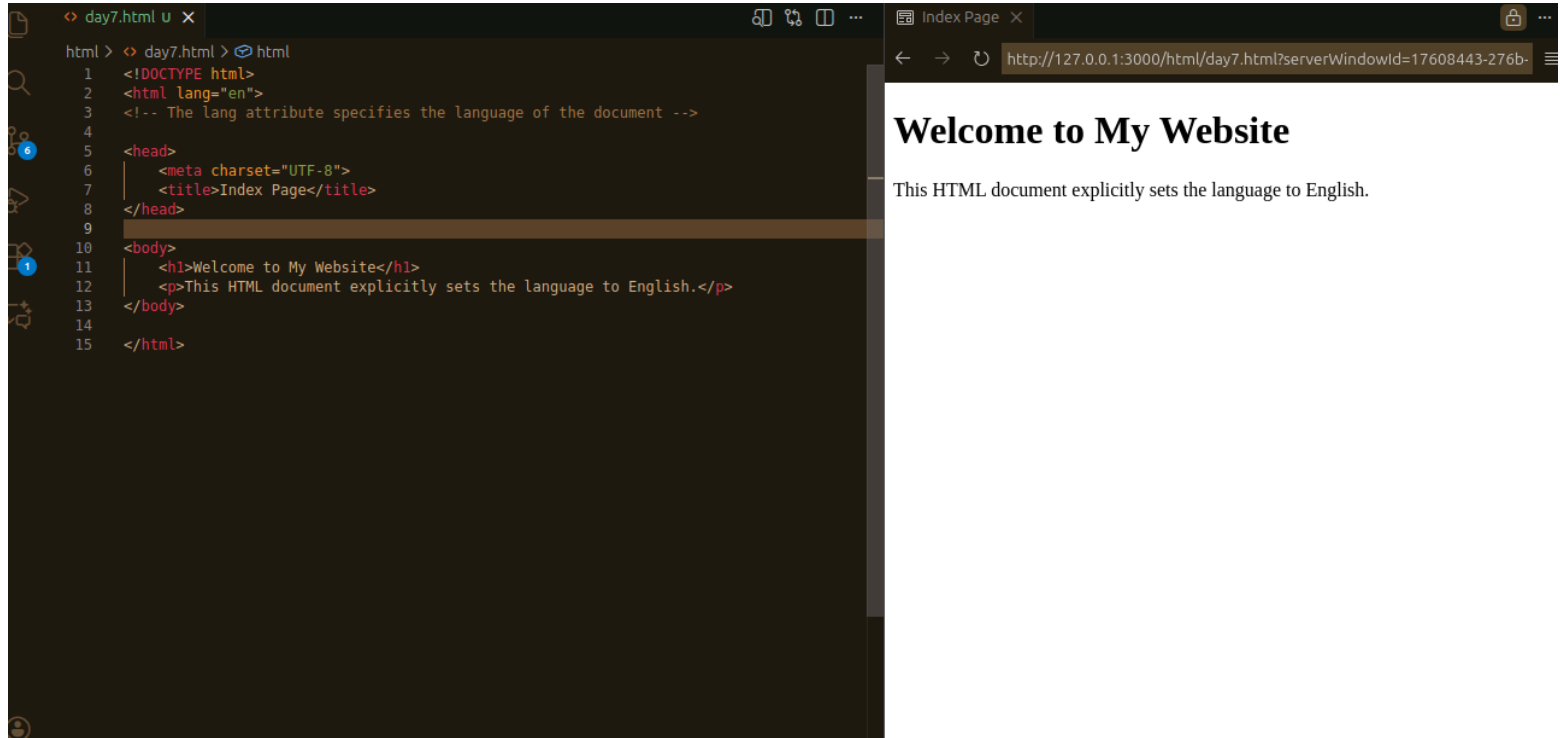 day7.html U
html > day7.html > html
1 <!DOCTYPE html>
2 <html lang="en">
3 <!-- The lang attribute specifies the language of the document -->
4
5 <head>
6     <meta charset="UTF-8">
7     <title>Index Page</title>
8 </head>
9
10 <body>
11     <h1>Welcome to My Website</h1>
12     <p>This HTML document explicitly sets the language to English.</p>
13 </body>
14
15 </html>
6
1
Index Page
http://127.0.0.1:3000/html/day7.html?serverWindowId=17608443-276b-
Welcome to My Website
This HTML document explicitly sets the language to English.